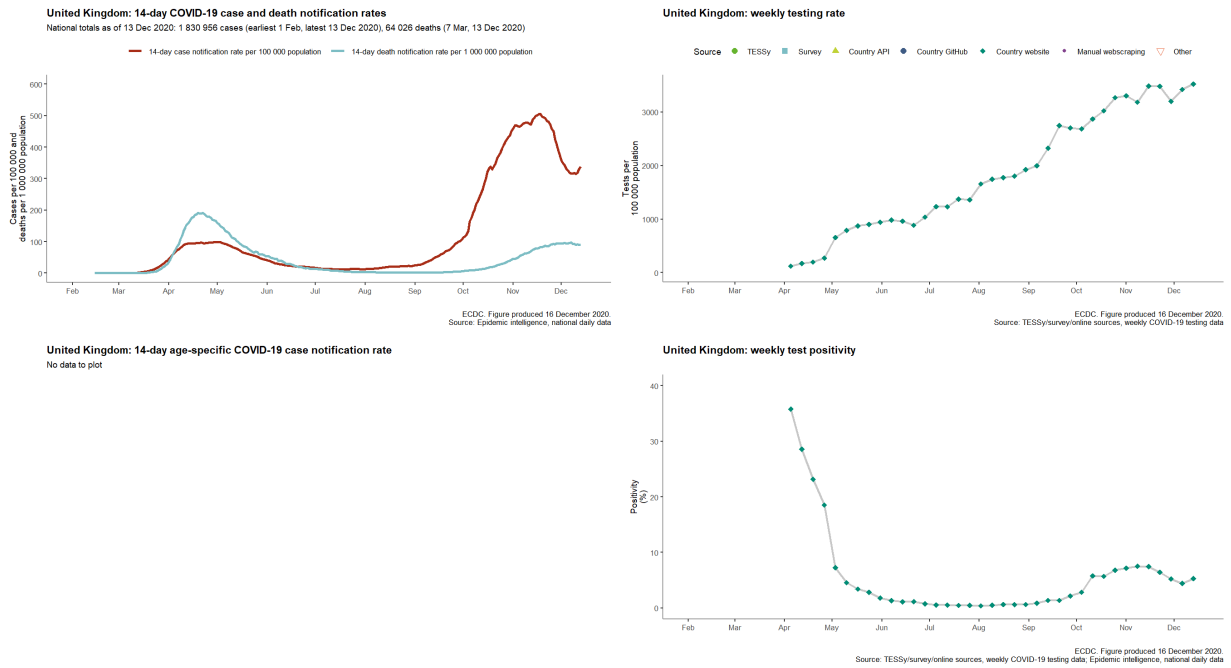 United Kingdom: 14-day COVID-19 case and death notification rates
National totals as of 13 Dec 2020: 1 830 956 cases (earliest 1 Feb, latest 13 Dec 2020), 64 026 deaths (7 Mar, 13 Dec 2020)
14-day case notification rate per 100 000 population
14-day death notification rate per 1 000 000 population
Cases per 100 000 and
deaths per 1 000 000 population
600
500
400
300
200
100
0
Feb Mar Apr May Jun Jul Aug Sep Oct Nov Dec
ECDC. Figure produced 16 December 2020.
Source: Epidemic intelligence, national daily data
United Kingdom: weekly testing rate
Source TESSy Survey Country API Country GitHub Country website Manual webscraping Other
Tests per
100 000 population
3000
2000
1000
0
Feb Mar Apr May Jun Jul Aug Sep Oct Nov Dec
ECDC. Figure produced 16 December 2020.
Source: TESSy/survey/online sources, weekly COVID-19 testing data
United Kingdom: 14-day age-specific COVID-19 case notification rate
No data to plot
United Kingdom: weekly test positivity
Positivity
(%)
40
30
20
10
0
Feb Mar Apr May Jun Jul Aug Sep Oct Nov Dec
ECDC. Figure produced 16 December 2020.
Source: TESSy/survey/online sources, weekly COVID-19 testing data; Epidemic intelligence, national daily data